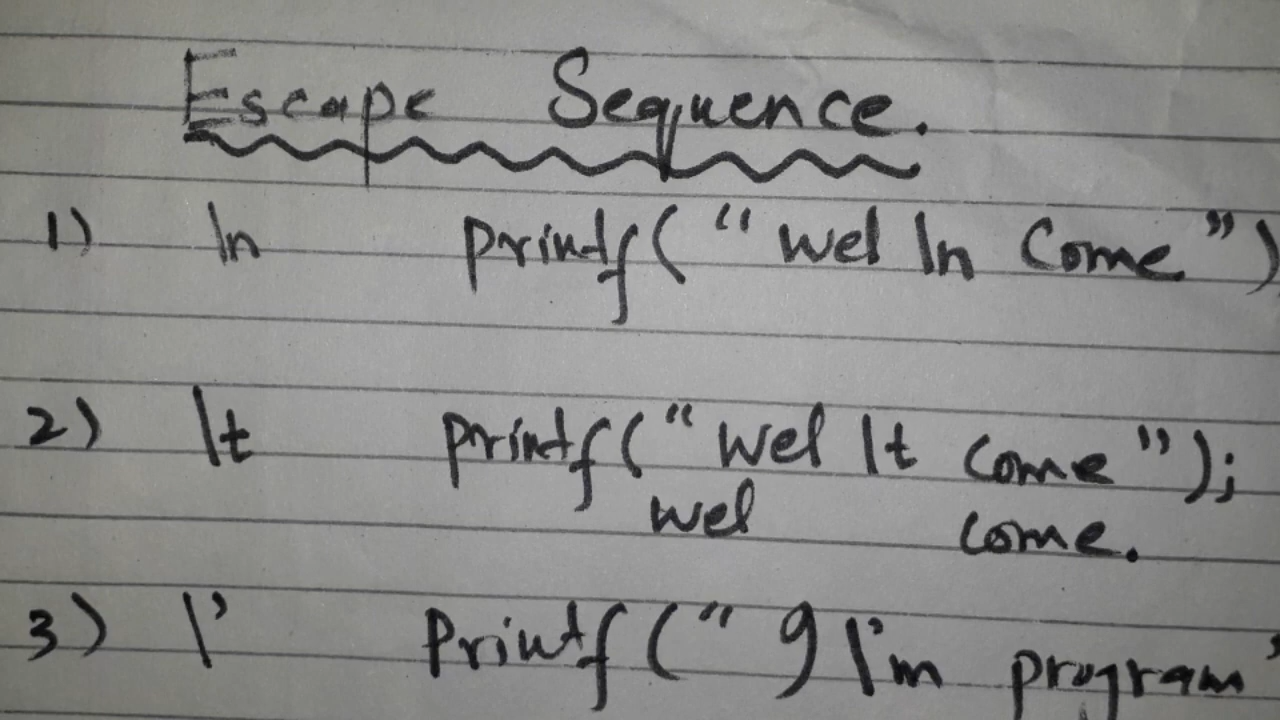 Escape Sequence.
1) \n printf("wel \n Come")
2) \t printf("wel \t Come");
wel come.
3) \' Printf("I\'m program"